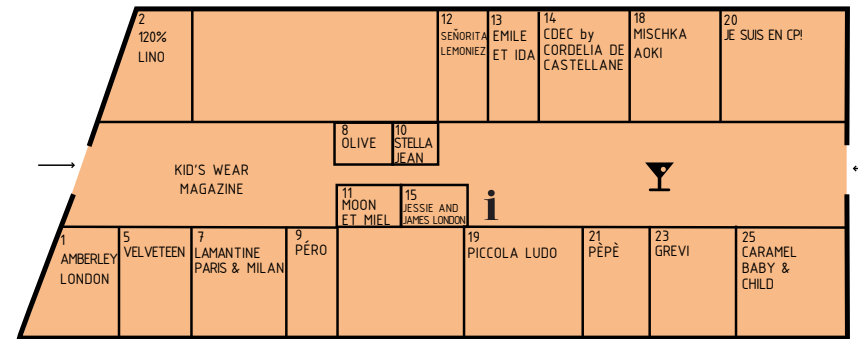 2
120%
LINO
12
SEÑORITA
LEMONIEZ
13
EMILE
ET IDA
14
CDEC by
CORDELIA DE
CASTELLANE
18
MISCHKA
AOKI
20
JE SUIS EN CP!
8
OLIVE
10
STELLA
JEAN
KID'S WEAR
MAGAZINE
11
MOON
ET MIEL
15
JESSIE AND
JAMES LONDON
i
1
AMBERLEY
LONDON
5
VELVETEEN
7
LAMANTINE
PARIS & MILAN
9
PÉRO
19
PICCOLA LUDO
21
PÈPÈ
23
GREVI
25
CARAMEL
BABY &
CHILD